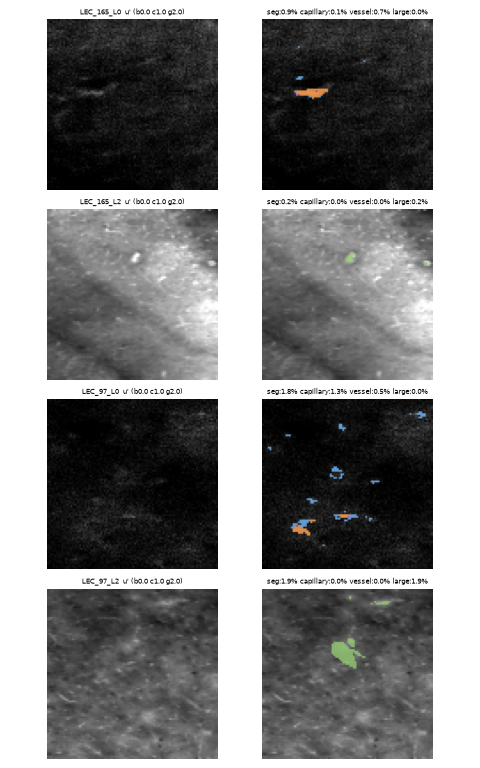 LEC_165_L0 u' (b0.0 c1.0 g2.0)
seg:0.9% capillary:0.1% vessel:0.7% large:0.0%
LEC_165_L2 u' (b0.0 c1.0 g2.0)
seg:0.2% capillary:0.0% vessel:0.0% large:0.2%
LEC_97_L0 u' (b0.0 c1.0 g2.0)
seg:1.8% capillary:1.3% vessel:0.5% large:0.0%
LEC_97_L2 u' (b0.0 c1.0 g2.0)
seg:1.9% capillary:0.0% vessel:0.0% large:1.9%